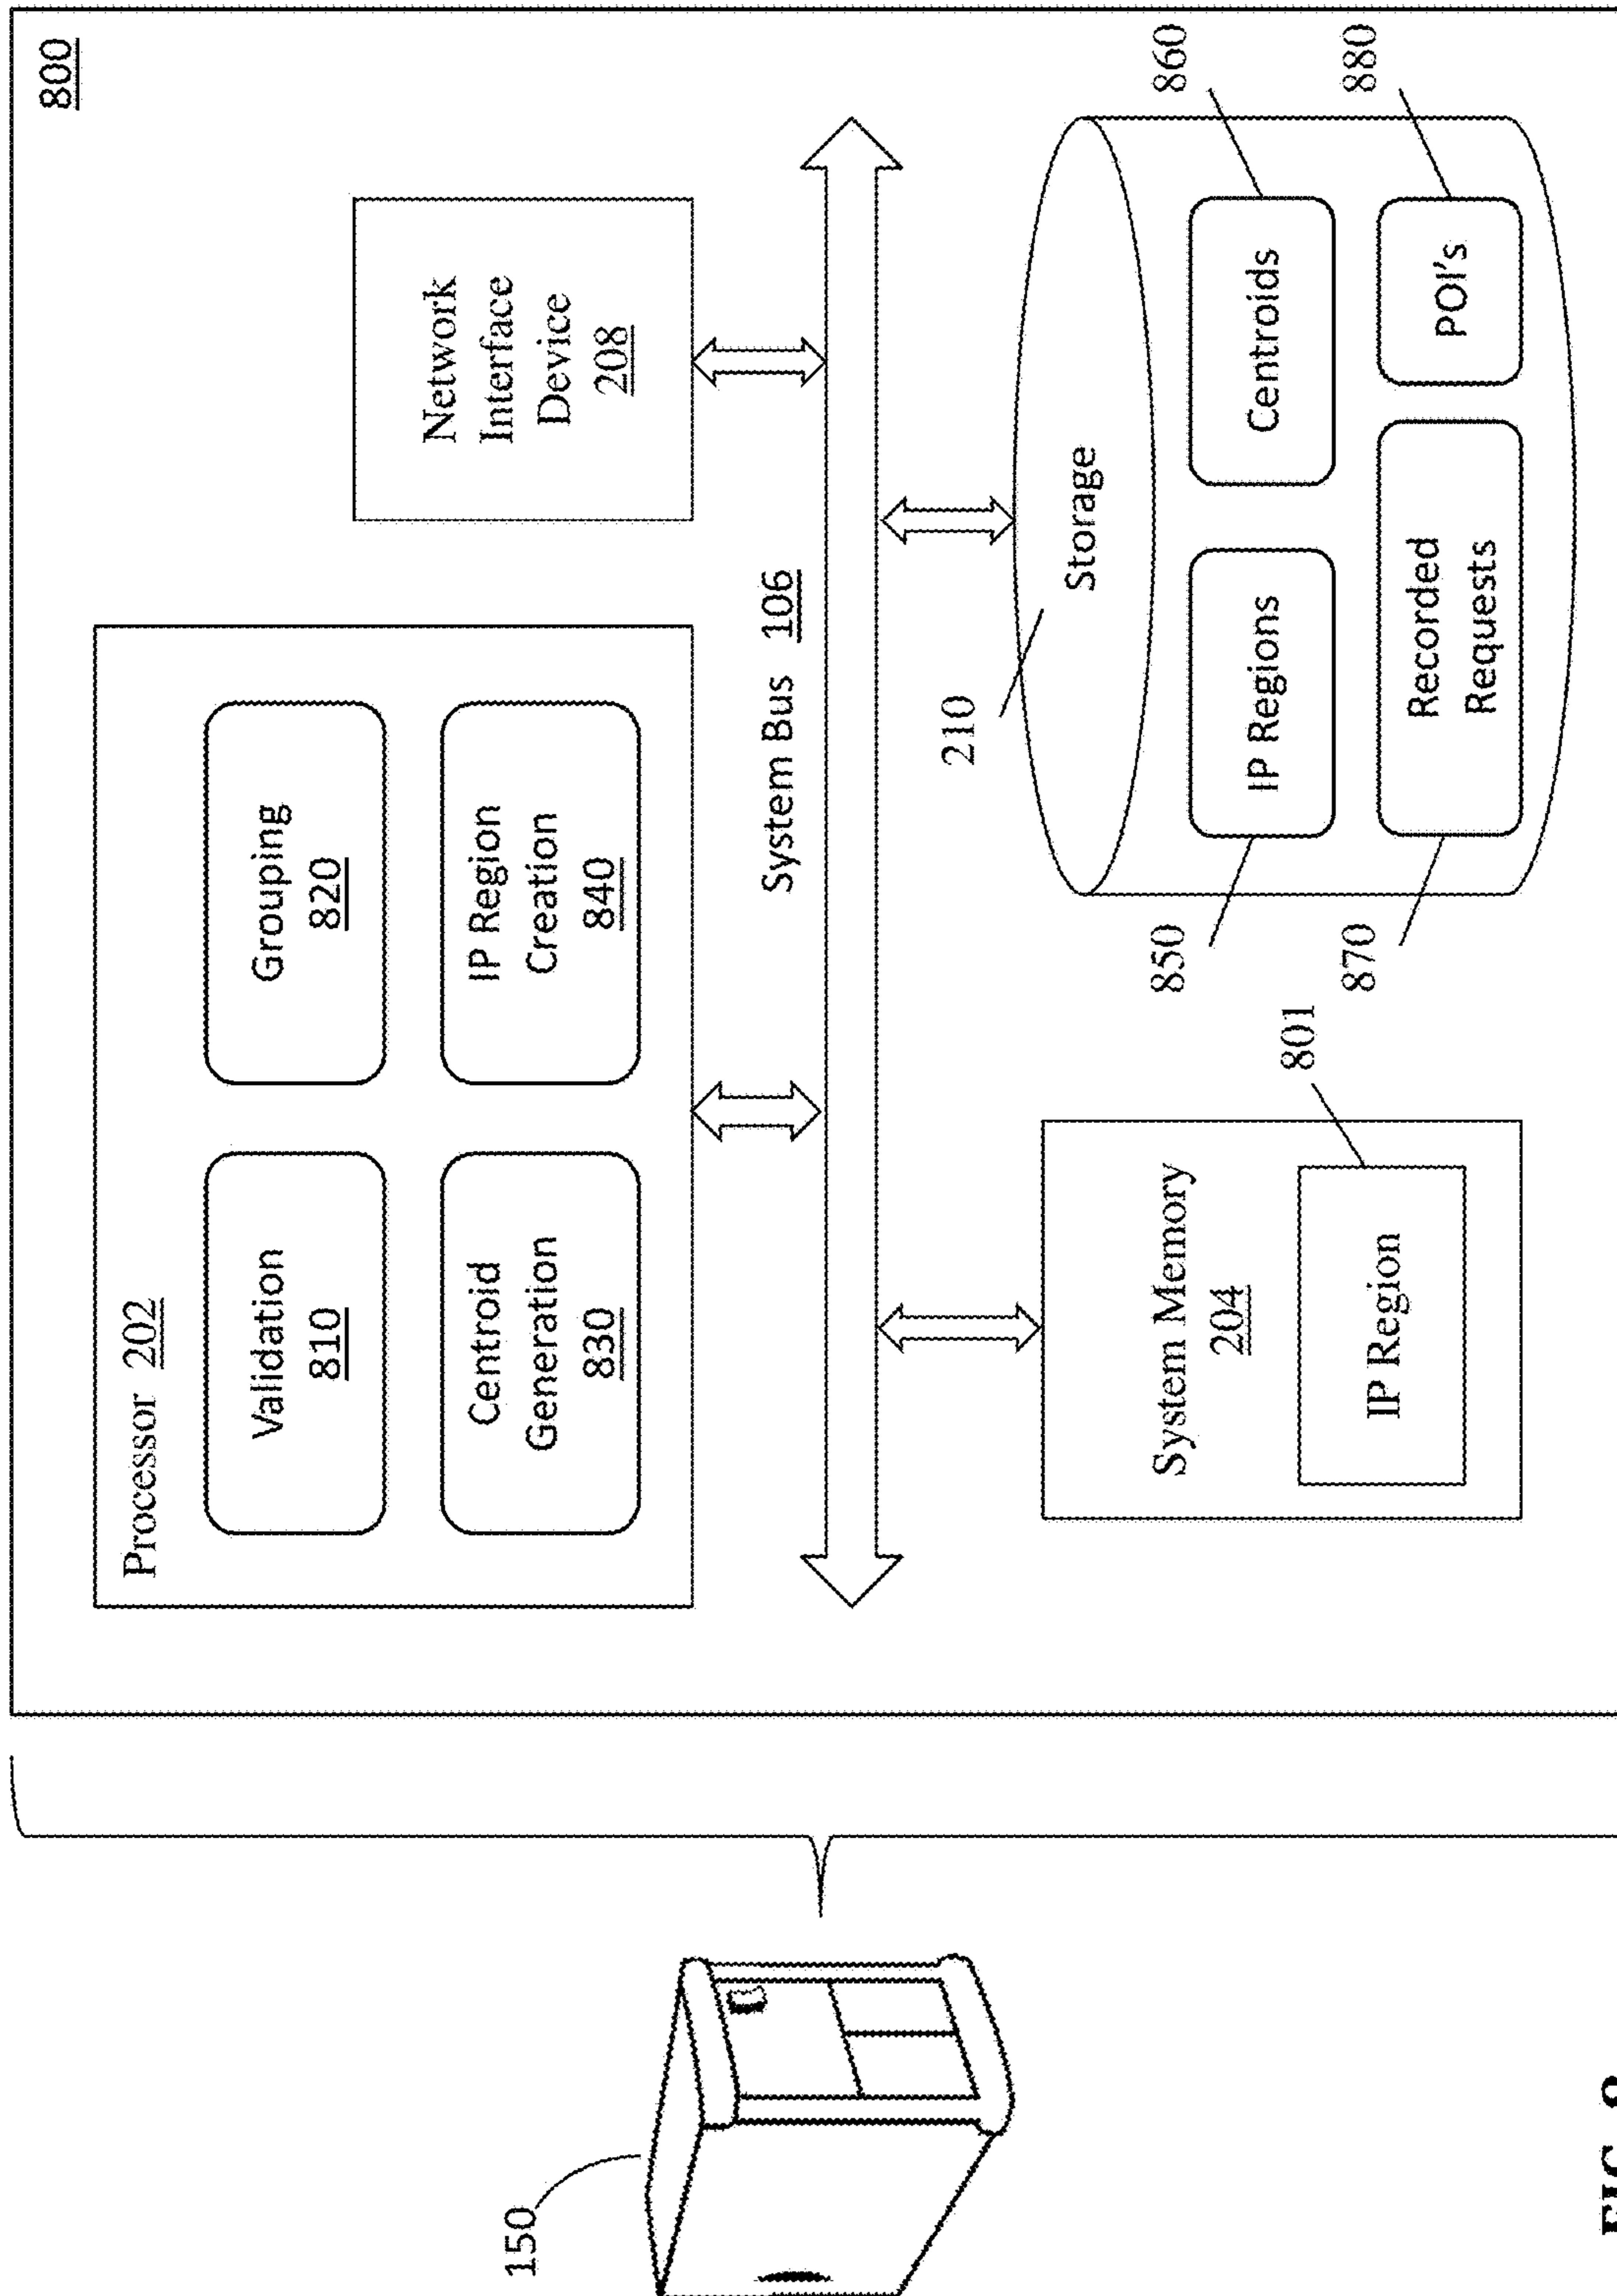 800
Processor 202
Validation
810
Grouping
820
Centroid
Generation
830
IP Region
Creation
840
Network
Interface
Device
208
System Bus 106
150
System Memory
204
IP Region
801
210
Storage
850
IP Regions
Centroids
860
870
Recorded
Requests
POI's
880
FIG. 8